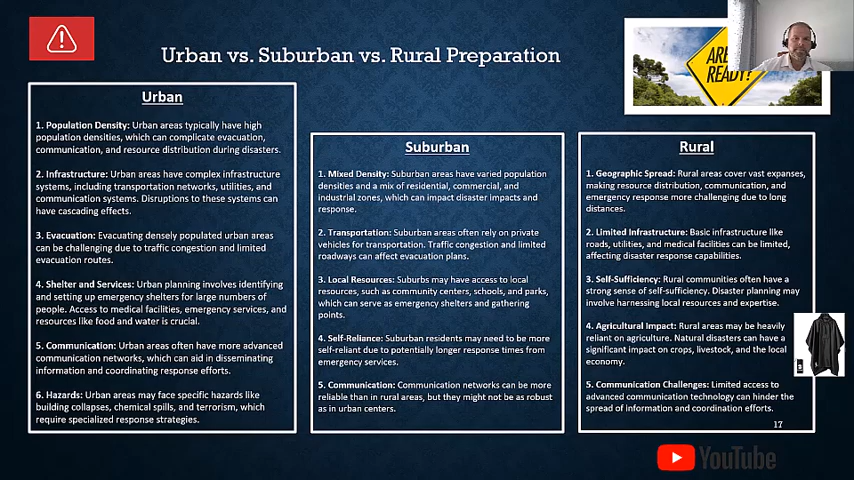 Urban vs. Suburban vs. Rural Preparation
ARE
READY?
Urban
1. Population Density: Urban areas typically have high
population densities, which can complicate evacuation,
communication, and resource distribution during disasters.
2. Infrastructure: Urban areas have complex infrastructure
systems, including transportation networks, utilities, and
communication systems. Disruptions to these systems can
have cascading effects.
3. Evacuation: Evacuating densely populated urban areas
can be challenging due to traffic congestion and limited
evacuation routes.
4. Shelter and Services: Urban planning involves identifying
and setting up emergency shelters for large numbers of
people. Access to medical facilities, emergency services, and
resources like food and water is crucial.
5. Communication: Urban areas often have more advanced
communication networks, which can aid in disseminating
information and coordinating response efforts.
6. Hazards: Urban areas may face specific hazards like
building collapses, chemical spills, and terrorism, which
require specialized response strategies.
Suburban
1. Mixed Density: Suburban areas have varied population
densities and a mix of residential, commercial, and
industrial zones, which can impact disaster impacts and
response.
2. Transportation: Suburban areas often rely on private
vehicles for transportation. Traffic congestion and limited
roadways can affect evacuation plans.
3. Local Resources: Suburbs may have access to local
resources, such as community centers, schools, and parks,
which can serve as emergency shelters and gathering
points.
4. Self-Reliance: Suburban residents may need to be more
self-reliant due to potentially longer response times from
emergency services.
5. Communication: Communication networks can be more
reliable than in rural areas, but they might not be as robust
as in urban centers.
Rural
1. Geographic Spread: Rural areas cover vast expanses,
making resource distribution, communication, and
emergency response more challenging due to long
distances.
2. Limited Infrastructure: Basic infrastructure like
roads, utilities, and medical facilities can be limited,
affecting disaster response capabilities.
3. Self-Sufficiency: Rural communities often have a
strong sense of self-sufficiency. Disaster planning may
involve harnessing local resources and expertise.
4. Agricultural Impact: Rural areas may be heavily
reliant on agriculture. Natural disasters can have a
significant impact on crops, livestock, and the local
economy.
5. Communication Challenges: Limited access to
advanced communication technology can hinder the
spread of information and coordination efforts.
17
YouTube